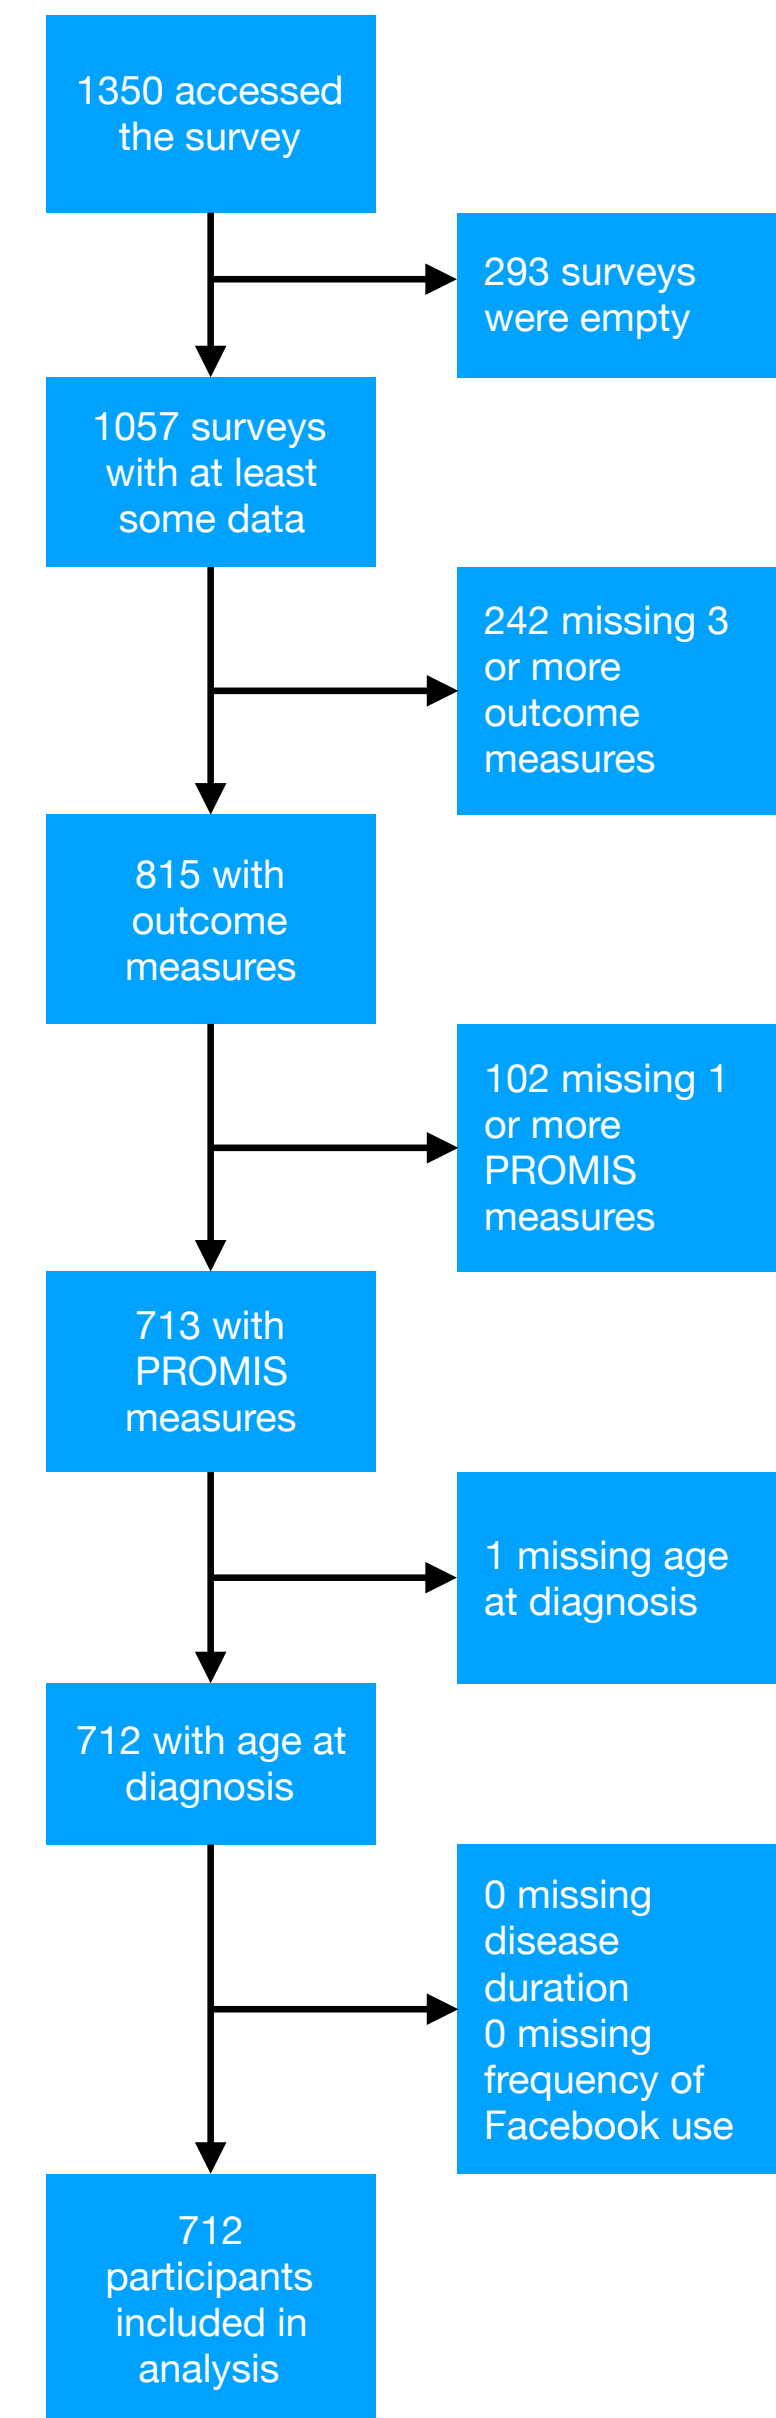 1350 accessed
the survey
293 surveys
were empty
1057 surveys
with at least
some data
242 missing 3
or more
outcome
measures
815 with
outcome
measures
102 missing 1
or more
PROMIS
measures
713 with
PROMIS
measures
1 missing age
at diagnosis
712 with age at
diagnosis
0 missing
disease
duration
0 missing
frequency of
Facebook use
712
participants
included in
analysis